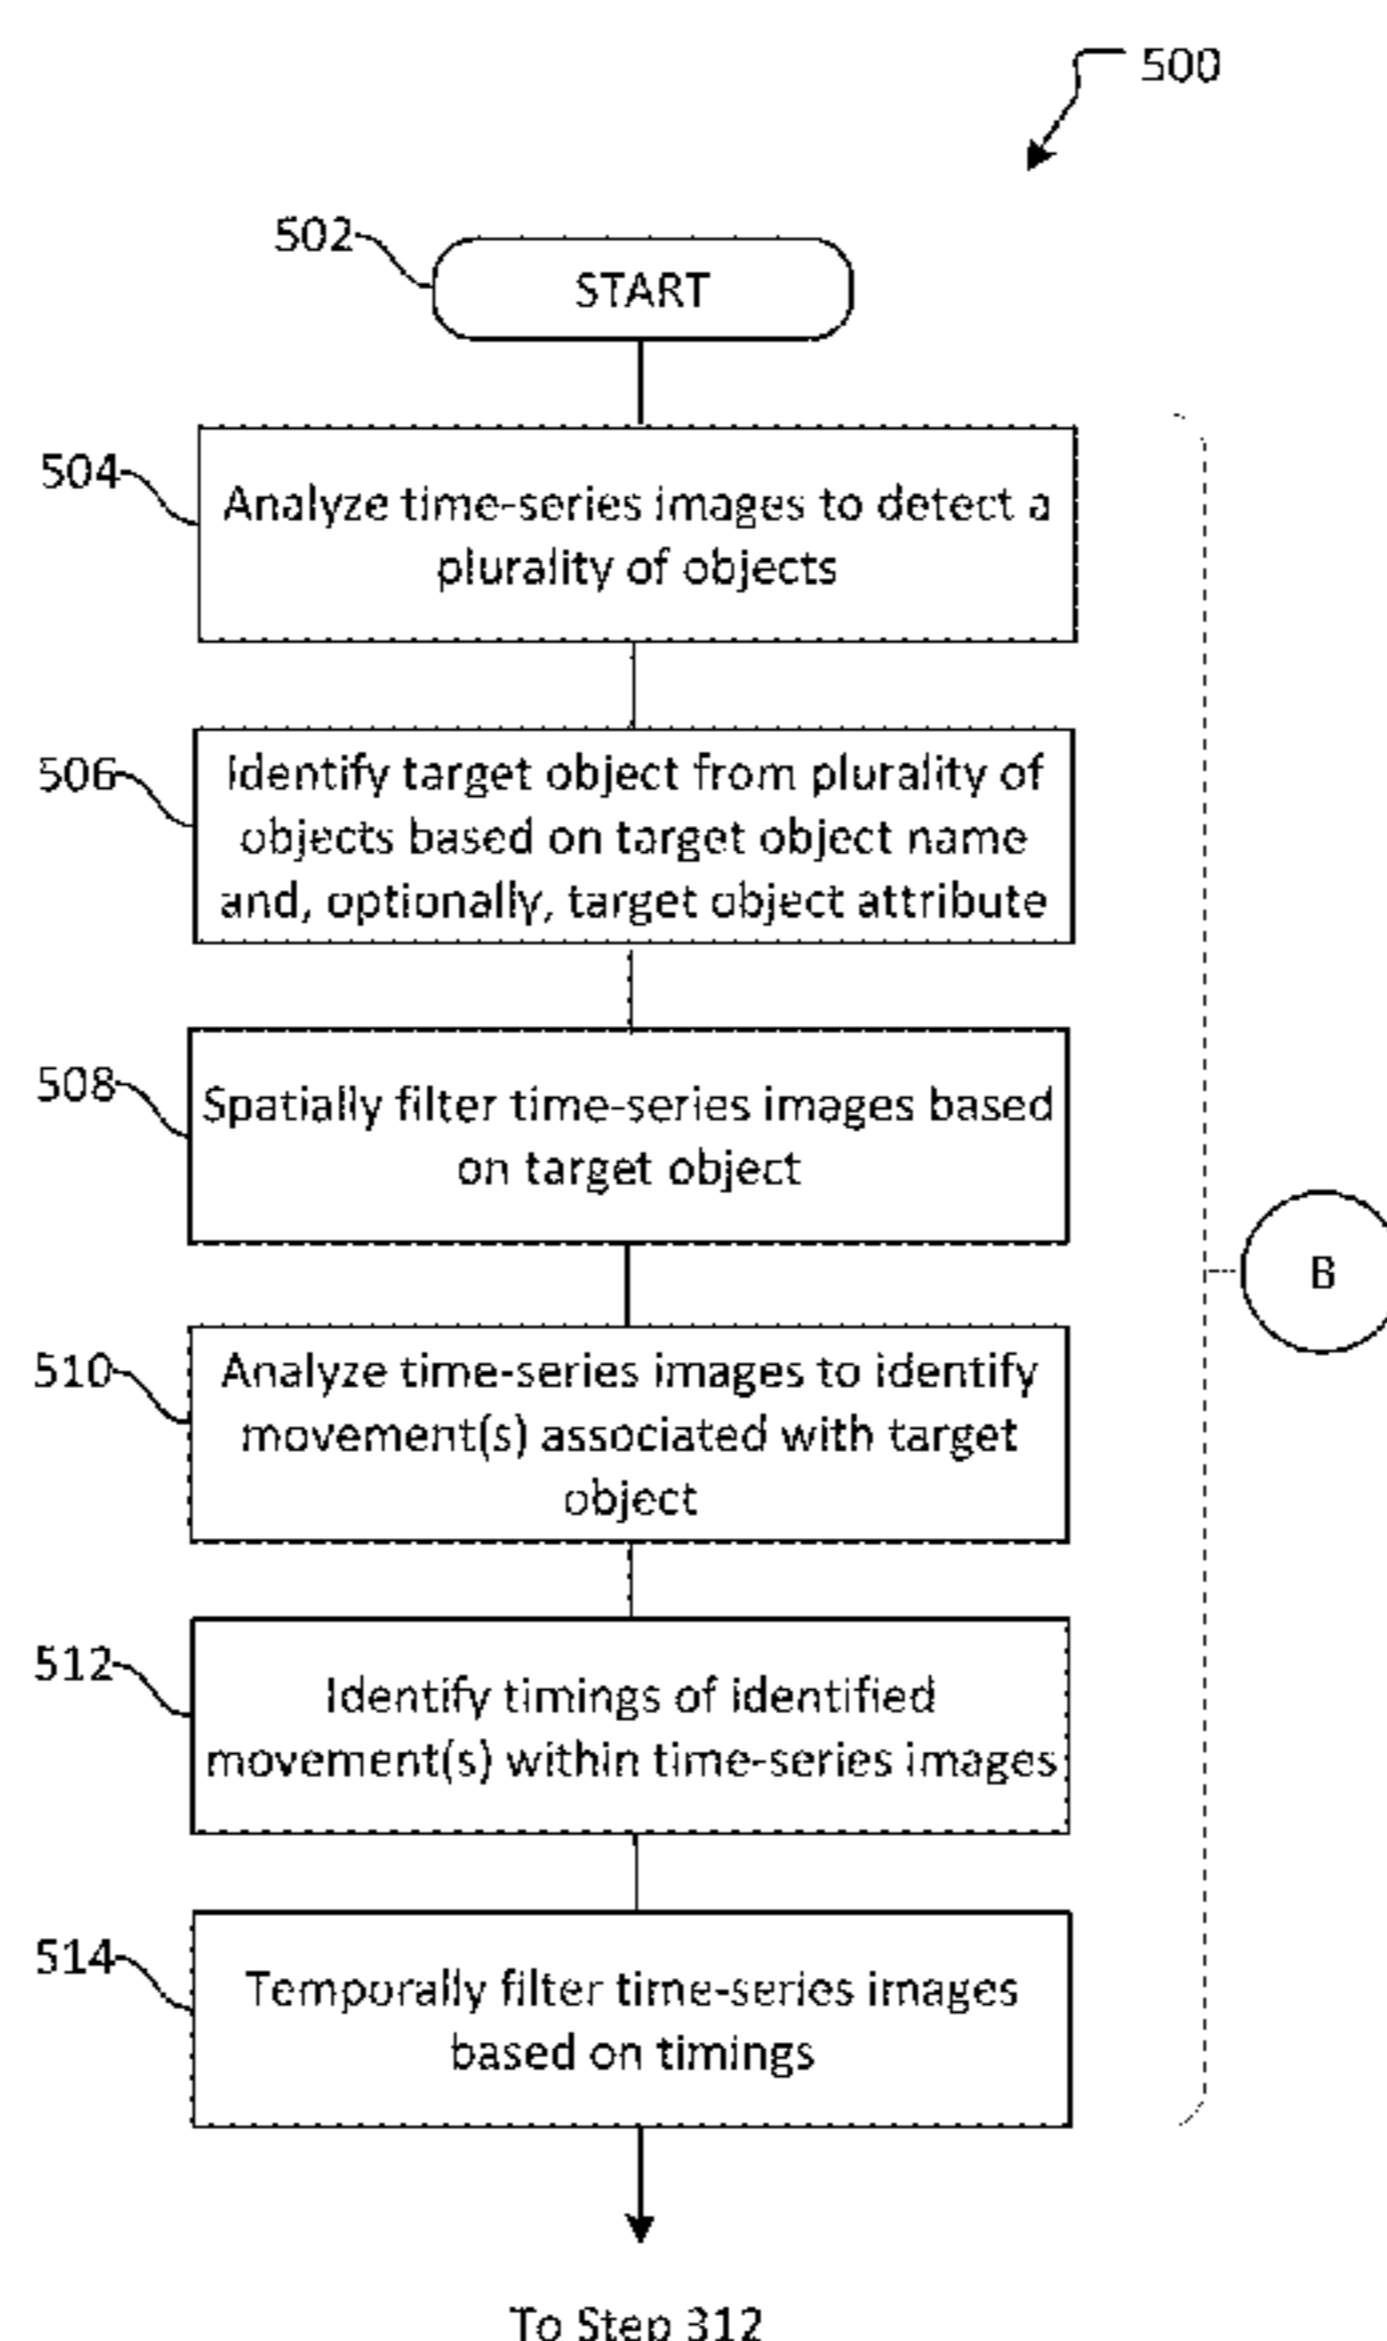 500
502
START
504
Analyze time-series images to detect a
plurality of objects
506
Identify target object from plurality of
objects based on target object name
and, optionally, target object attribute
508
Spatially filter time-series images based
on target object
B
510
Analyze time-series images to identify
movement(s) associated with target
object
512
Identify timings of identified
movement(s) within time-series images
514
Temporally filter time-series images
based on timings
To Step 312